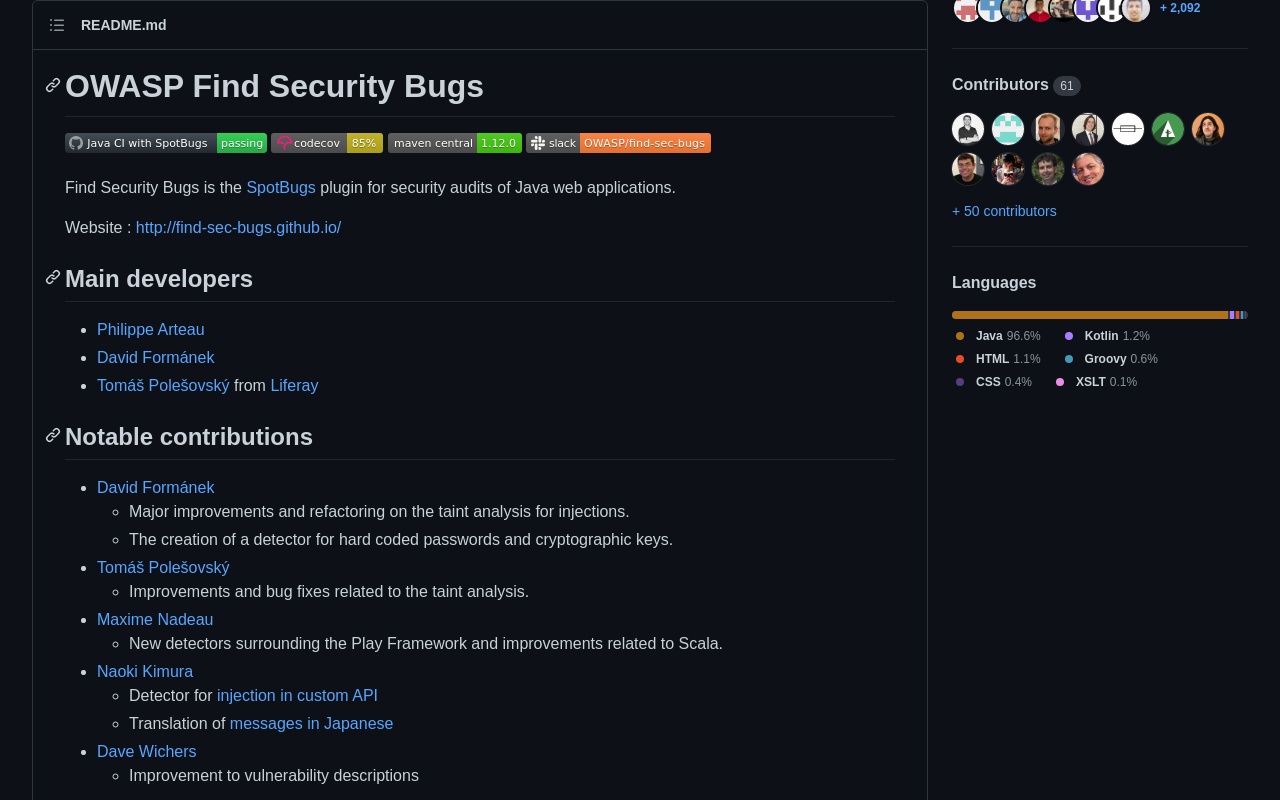 README.md
OWASP Find Security Bugs
Java CI with SpotBugs passing codecov 85% maven central 1.12.0 slack OWASP/find-sec-bugs
Find Security Bugs is the SpotBugs plugin for security audits of Java web applications.
Website : http://find-sec-bugs.github.io/
Main developers
Philippe Arteau
David Formánek
Tomáš Polešovský from Liferay
Notable contributions
David Formánek
Major improvements and refactoring on the taint analysis for injections.
The creation of a detector for hard coded passwords and cryptographic keys.
Tomáš Polešovský
Improvements and bug fixes related to the taint analysis.
Maxime Nadeau
New detectors surrounding the Play Framework and improvements related to Scala.
Naoki Kimura
Detector for injection in custom API
Translation of messages in Japanese
Dave Wichers
Improvement to vulnerability descriptions
+ 2,092
Contributors 61
+ 50 contributors
Languages
Java 96.6% Kotlin 1.2%
HTML 1.1% Groovy 0.6%
CSS 0.4% XSLT 0.1%